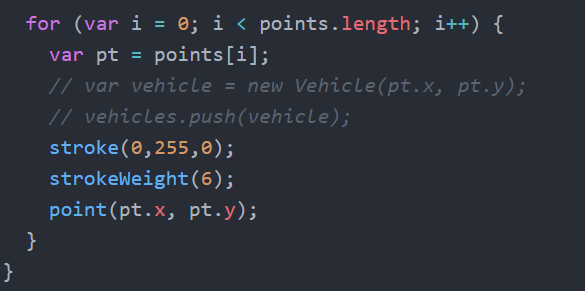 for (var i = 0; i < points.length; i++) {
var pt = points[i];
// var vehicle = new Vehicle(pt.x, pt.y);
// vehicles.push(vehicle);
stroke(0,255,0);
strokeWeight(6);
point(pt.x, pt.y);
}
}